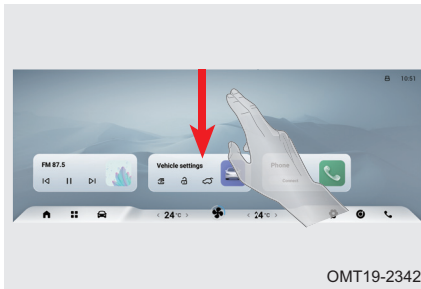 10:51
FM 87.5
Vehicle settings
Phone
Connect
24 °C
24 °C
OMT19-2342